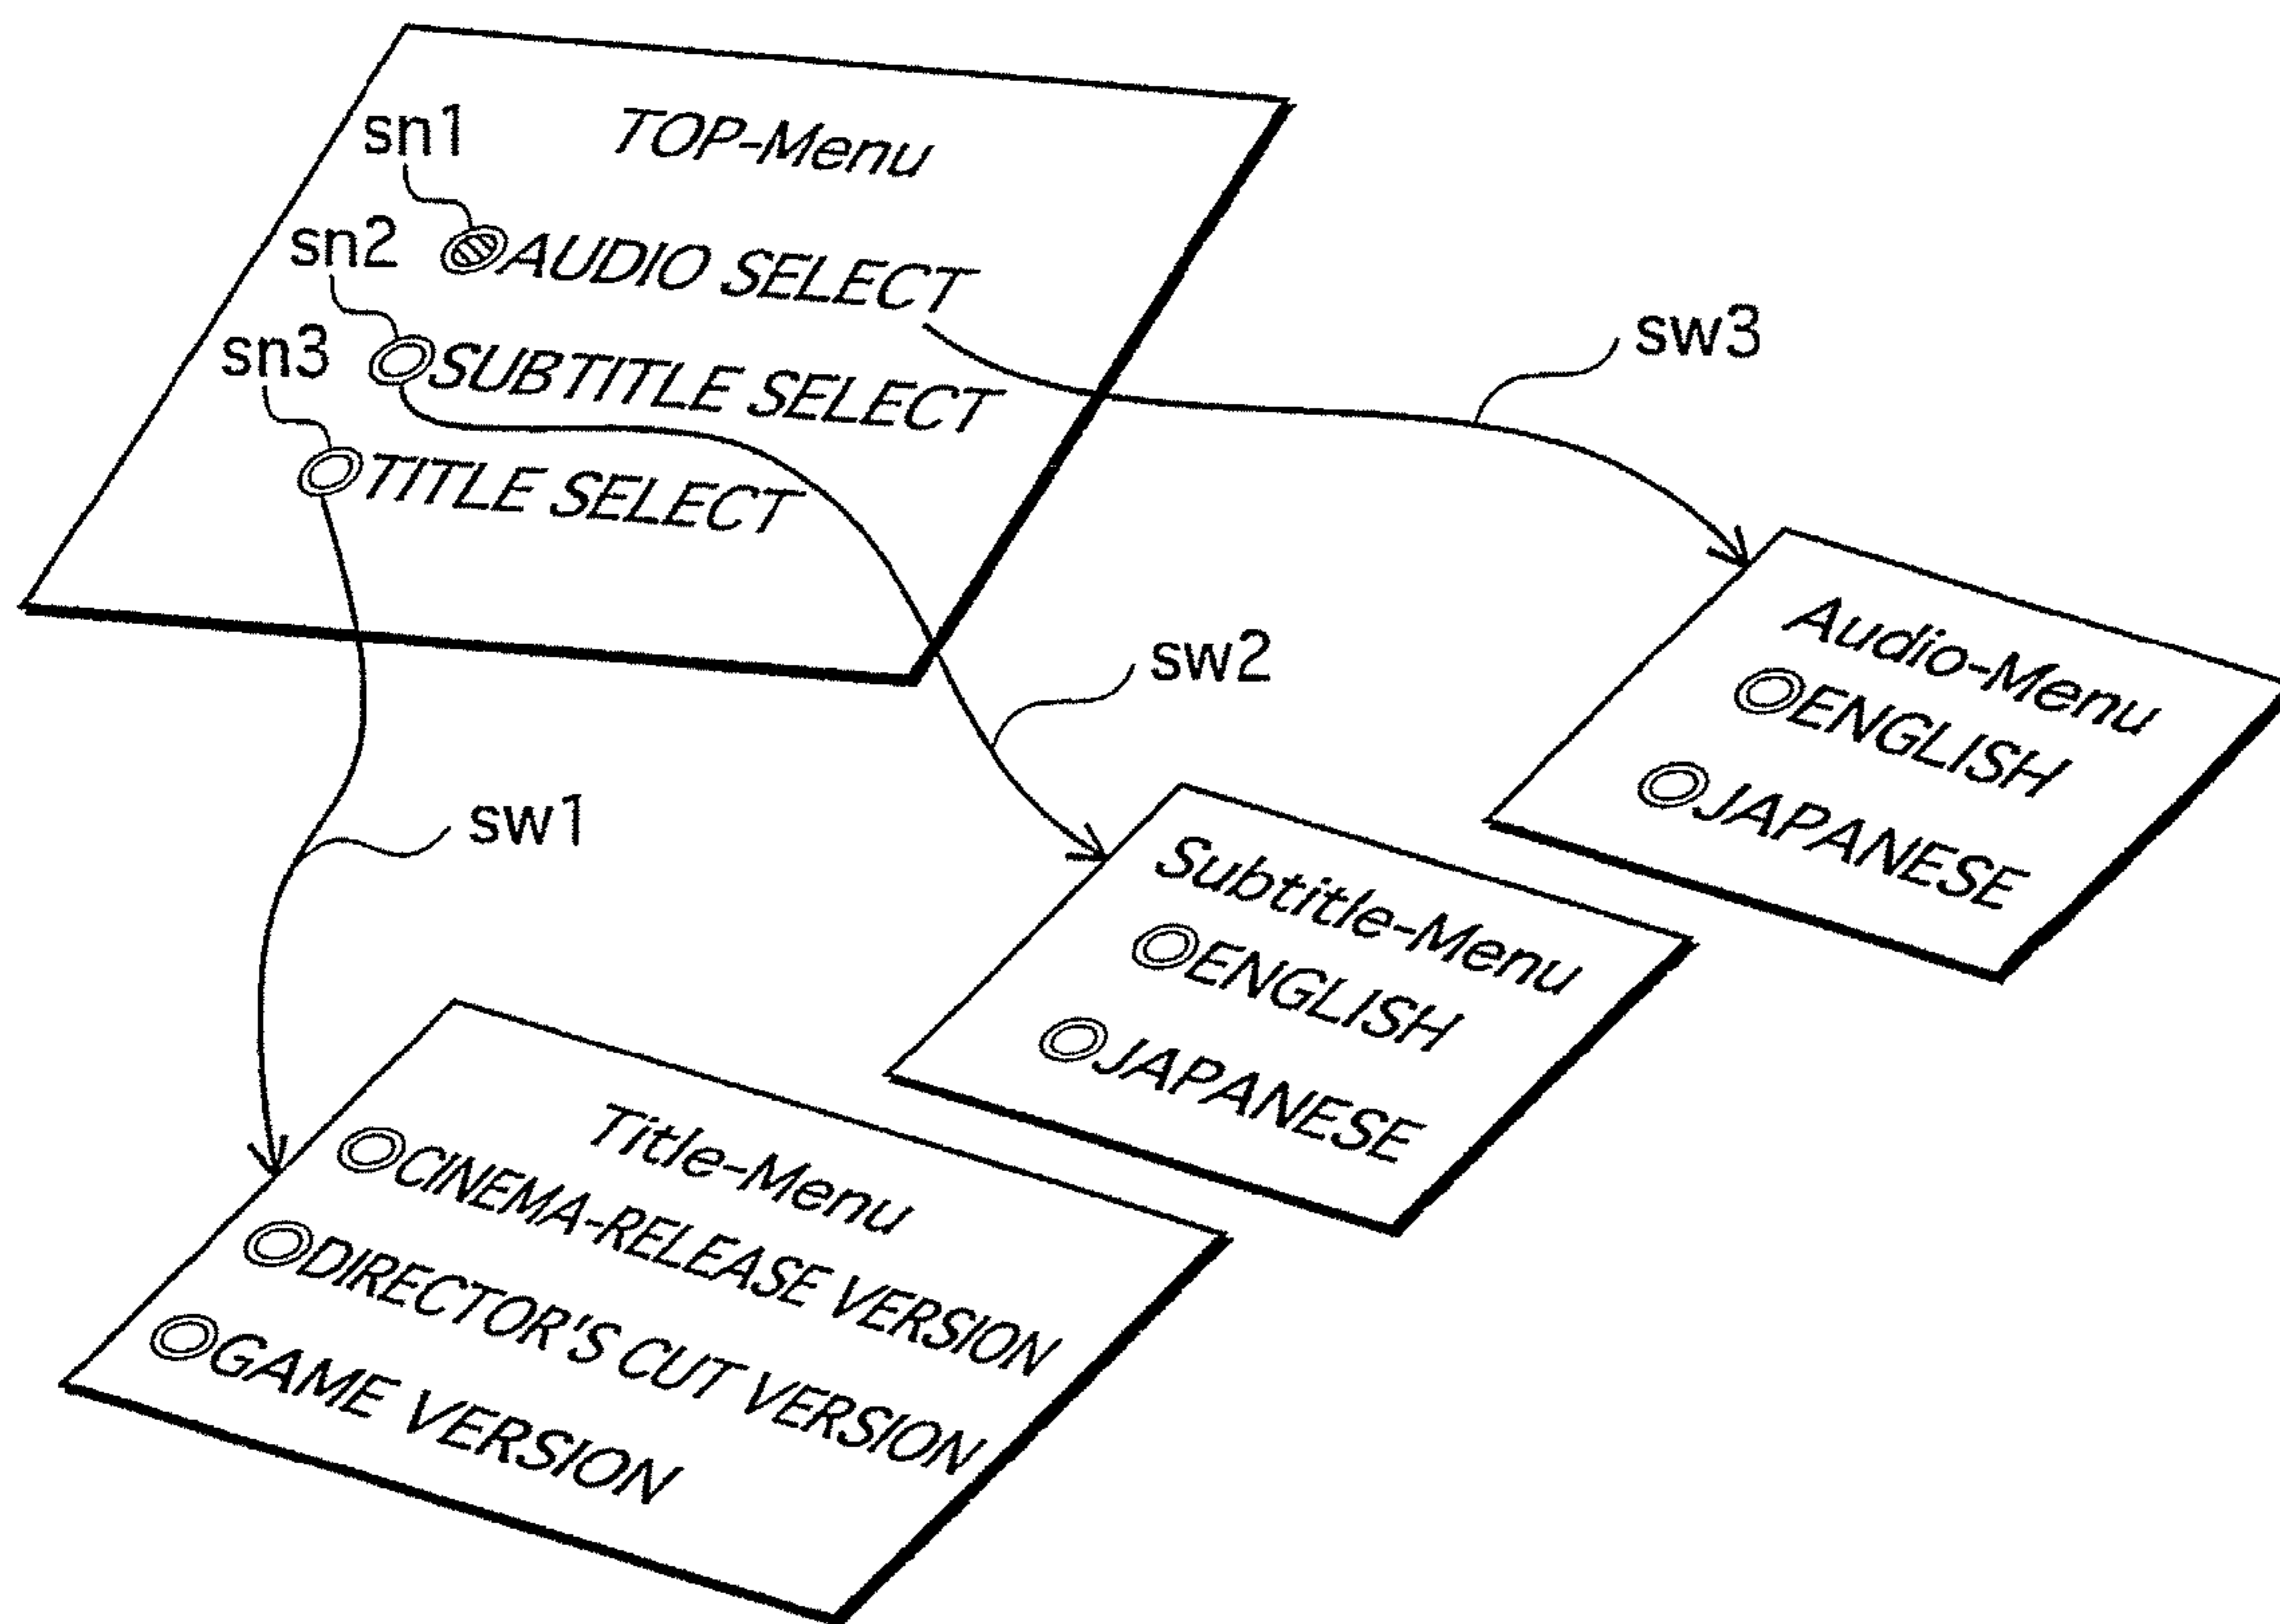 TOP-Menu
sn1
AUDIO SELECT
sn2
SUBTITLE SELECT
sn3
TITLE SELECT
sw3
sw2
sw1
Audio-Menu
ENGLISH
JAPANESE
Subtitle-Menu
ENGLISH
JAPANESE
Title-Menu
CINEMA-RELEASE VERSION
DIRECTOR'S CUT VERSION
GAME VERSION